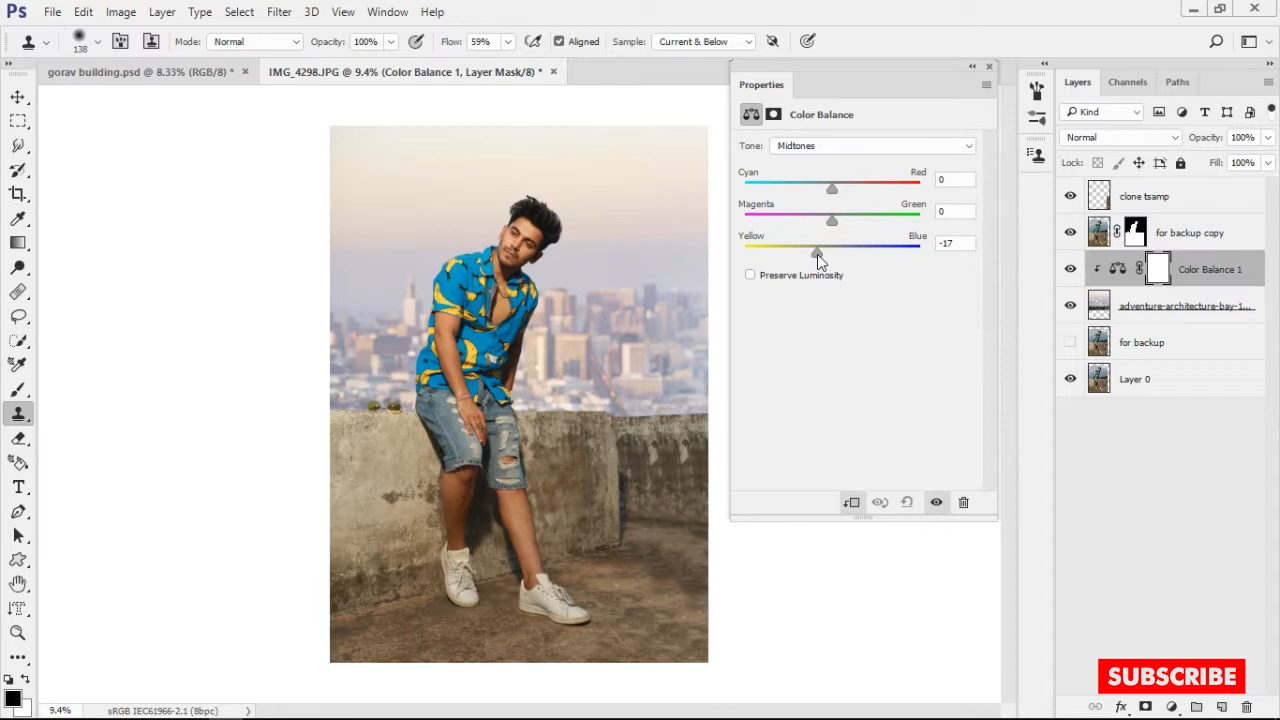 Ps File Edit Image Layer Type Select Filter 3D View Window Help
138 Mode: Normal Opacity: 100% Flow: 59% Aligned Sample: Current & Below
gorav building.psd @ 8.33% (RGB/8) * IMG_4298.JPG @ 9.4% (Color Balance 1, Layer Mask/8) *
Properties
Color Balance
Tone: Midtones
Cyan Red 0
Magenta Green 0
Yellow Blue -17
Preserve Luminosity
Layers Channels Paths
Kind
Normal Opacity: 100%
Lock: Fill: 100%
clone tsamp
for backup copy
Color Balance 1
adventure-architecture-bay-1...
for backup
Layer 0
SUBSCRIBE
9.4% sRGB IEC61966-2.1 (8bpc)
fx